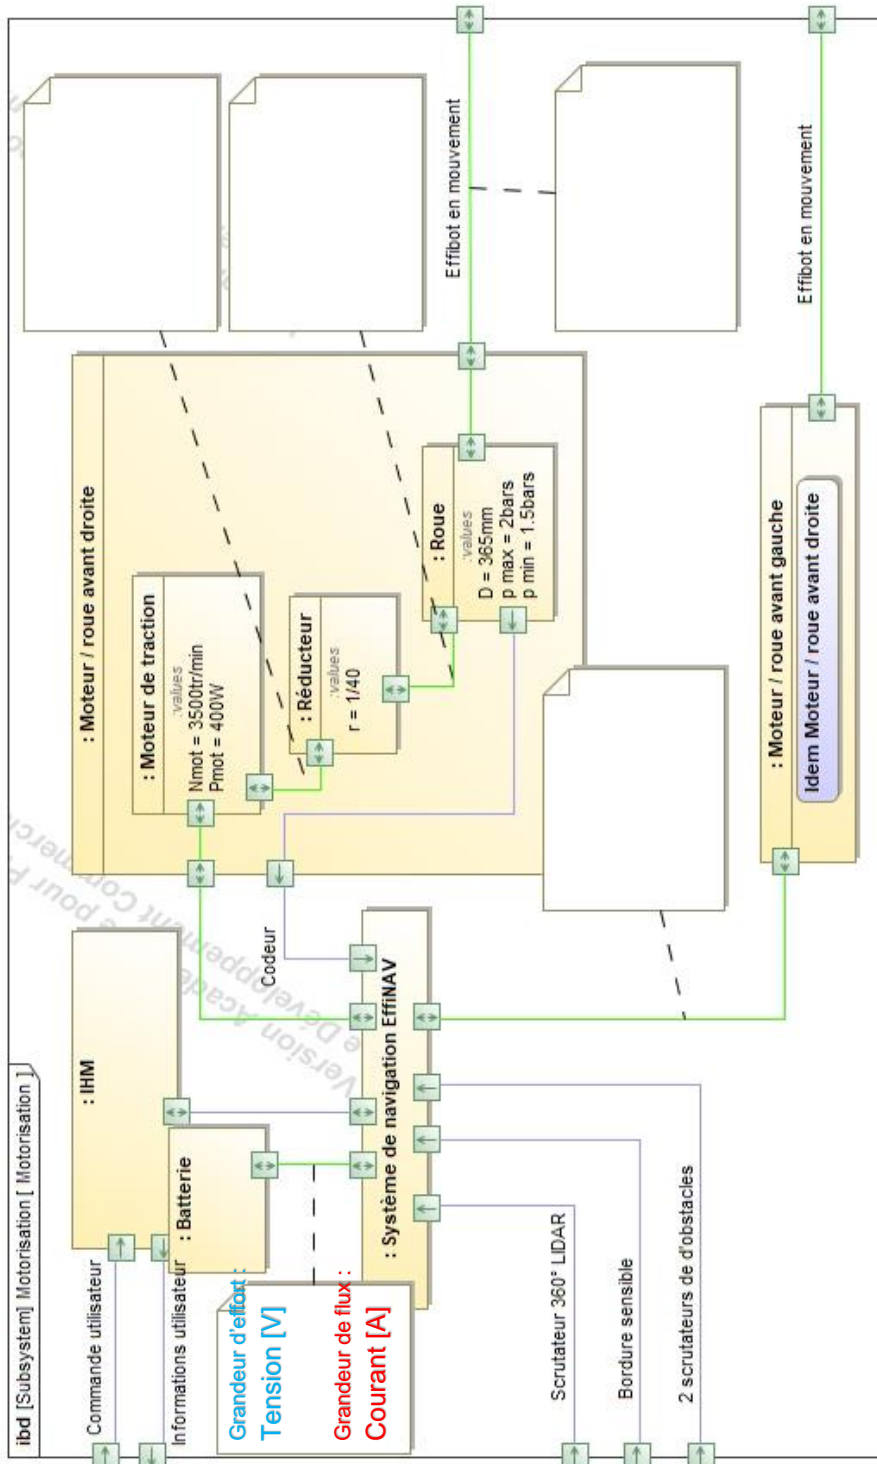 ibd [Subsystem] Motorisation [ Motorisation ]
Commande utilisateur
Informations utilisateur
: IHM
: Batterie
Grandeur d'effort :
Tension [V]
Grandeur de flux :
Courant [A]
: Système de navigation EffiNAV
Codeur
Scrutateur 360° LIDAR
Bordure sensible
2 scrutateurs de d'obstacles
: Moteur / roue avant droite
: Moteur de traction
:values
Nmot = 3500tr/min
Pmot = 400W
: Réducteur
:values
r = 1/40
: Roue
:values
D = 365mm
p max = 2bars
p min = 1.5bars
Effibot en mouvement
: Moteur / roue avant gauche
Idem Moteur / roue avant droite
Effibot en mouvement